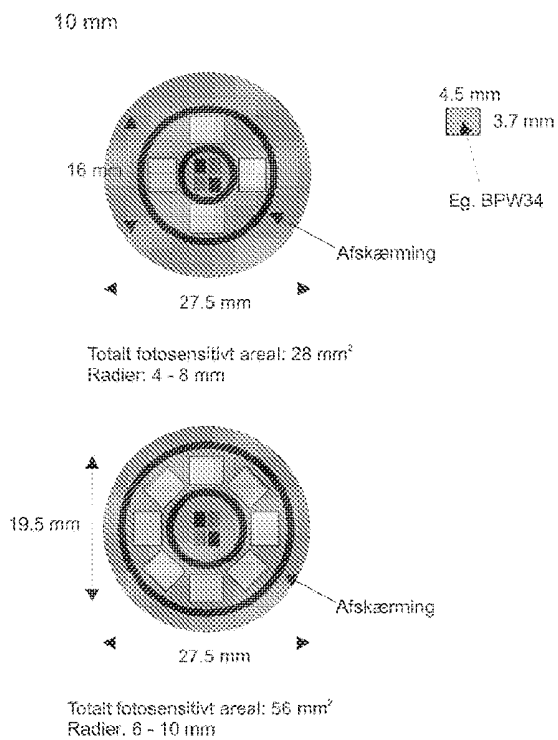 10 mm
4.5 mm
3.7 mm
16 mm
Eg. BPW34
Afskærming
27.5 mm
Totalt fotosensitivt areal: 28 mm²
Radier: 4 - 8 mm
19.5 mm
Afskærming
27.5 mm
Totalt fotosensitivt areal: 56 mm²
Radier. 6 - 10 mm